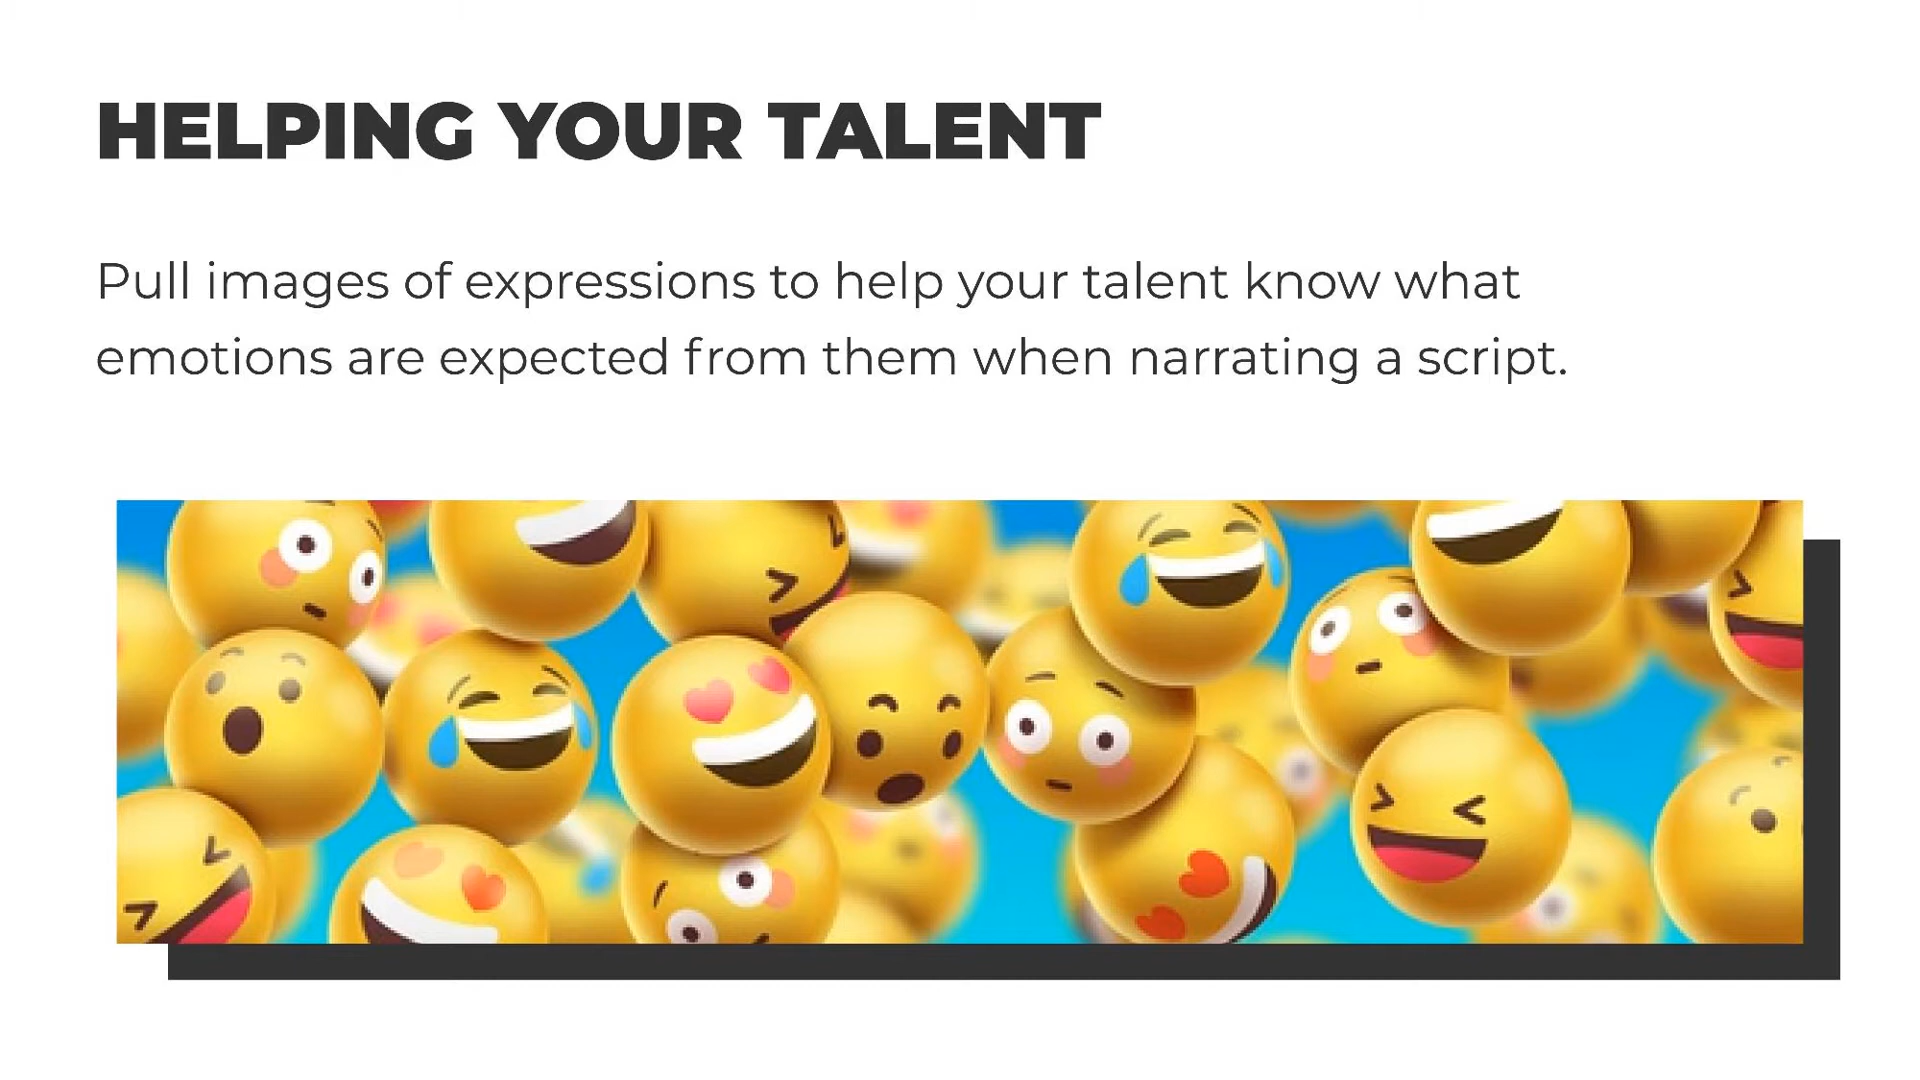 HELPING YOUR TALENT
Pull images of expressions to help your talent know what
emotions are expected from them when narrating a script.